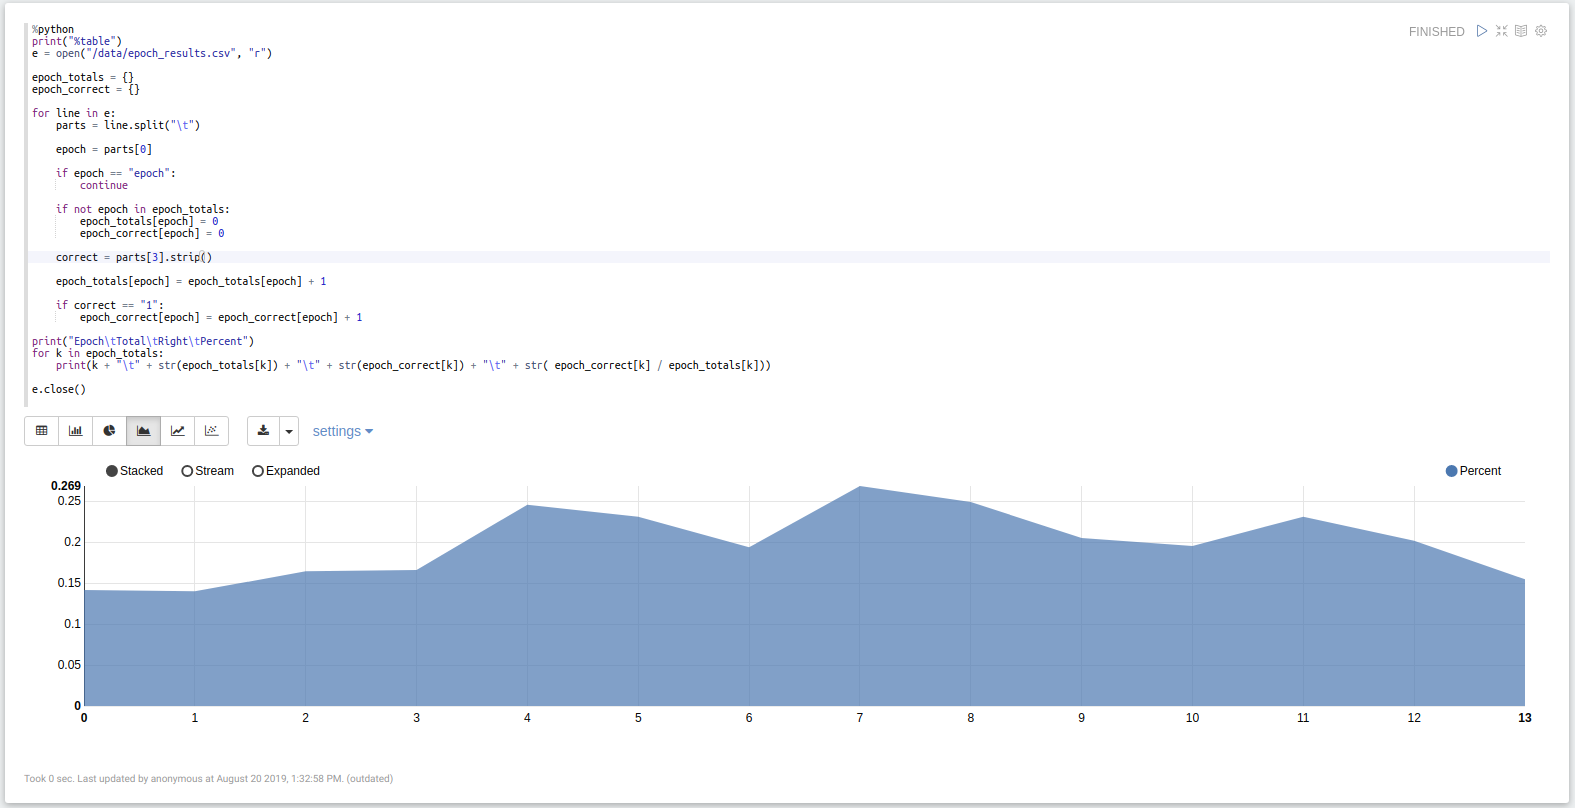 %python
print("%table")
e = open("/data/epoch_results.csv", "r")
epoch_totals = {}
epoch_correct = {}
for line in e:
    parts = line.split("\t")
    epoch = parts[0]
    if epoch == "epoch":
        continue
    if not epoch in epoch_totals:
        epoch_totals[epoch] = 0
        epoch_correct[epoch] = 0
    correct = parts[3].strip()
    epoch_totals[epoch] = epoch_totals[epoch] + 1
    if correct == "1":
        epoch_correct[epoch] = epoch_correct[epoch] + 1
print("Epoch\tTotal\tRight\tPercent")
for k in epoch_totals:
    print(k + "\t" + str(epoch_totals[k]) + "\t" + str(epoch_correct[k]) + "\t" + str( epoch_correct[k] / epoch_totals[k]))
e.close()
FINISHED
settings
Stacked Stream Expanded
Percent
0.269
0.25
0.2
0.15
0.1
0.05
0
0 1 2 3 4 5 6 7 8 9 10 11 12 13
Took 0 sec. Last updated by anonymous at August 20 2019, 1:32:58 PM. (outdated)